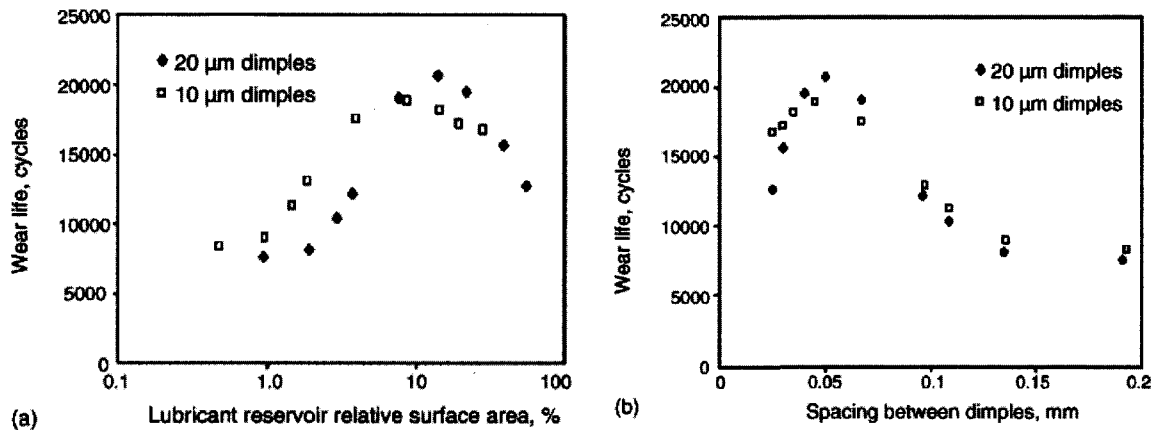 25000
20000
15000
10000
5000
0
Wear life, cycles
20 µm dimples
10 µm dimples
0.1
1.0
10
100
(a)
Lubricant reservoir relative surface area, %
25000
20000
15000
10000
5000
0
Wear life, cycles
20 µm dimples
10 µm dimples
0
0.05
0.1
0.15
0.2
(b)
Spacing between dimples, mm